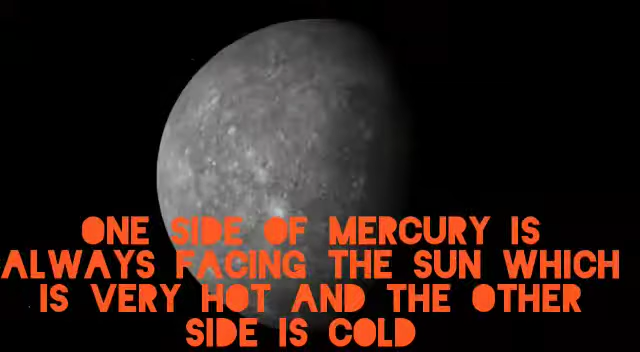 ONE SIDE OF MERCURY IS
ALWAYS FACING THE SUN WHICH
IS VERY HOT AND THE OTHER
SIDE IS COLD